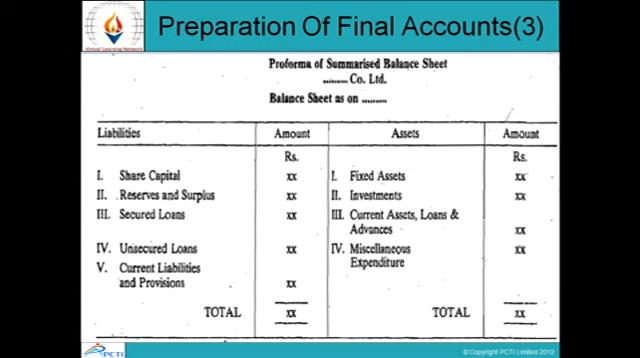 Preparation Of Final Accounts(3)
Virtual Learning Network
Proforma of Summarised Balance Sheet
......... Co. Ltd.
Balance Sheet as on .........
Liabilities Amount Assets Amount
Rs. Rs.
I. Share Capital xx I. Fixed Assets xx
II. Reserves and Surplus xx II. Investments xx
III. Secured Loans xx III. Current Assets, Loans &
Advances xx
IV. Unsecured Loans xx IV. Miscellaneous xx
V. Current Liabilities Expenditure
and Provisions xx
TOTAL xx TOTAL xx
PCTI
© Copyright PCTI Limited 2012